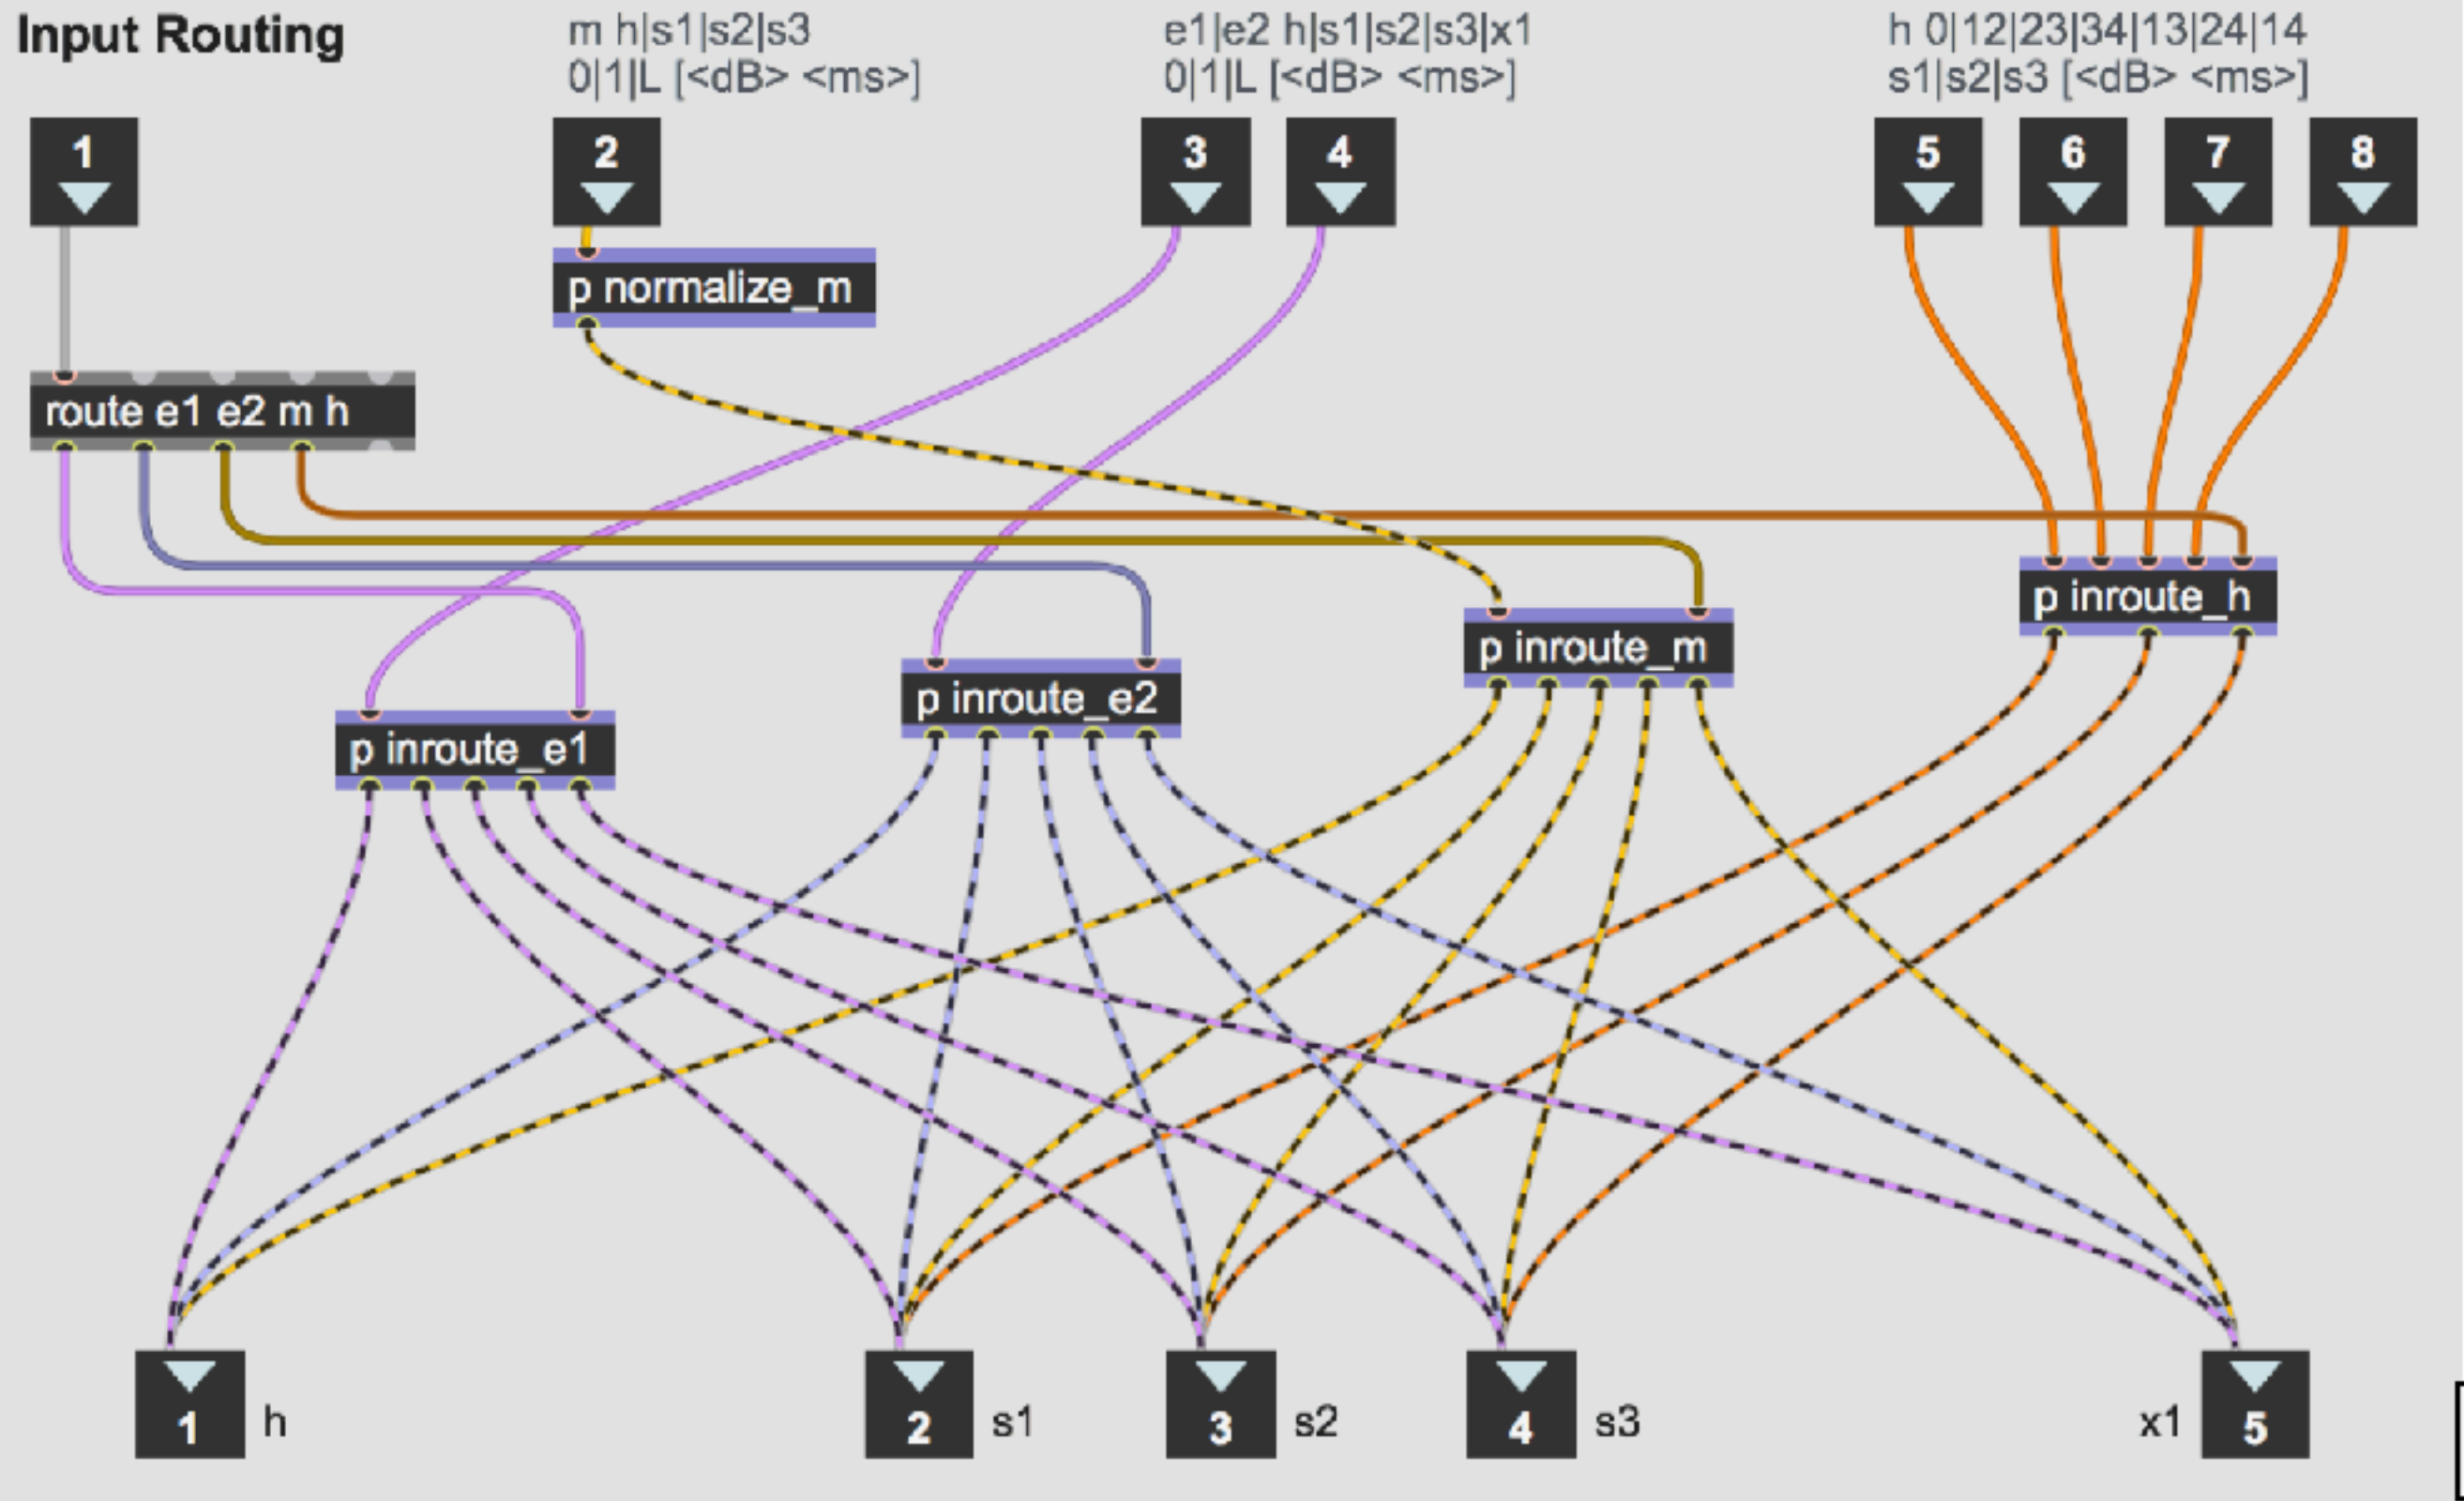 Input Routing
m h|s1|s2|s3
0|1|L [<dB> <ms>]
e1|e2 h|s1|s2|s3|x1
0|1|L [<dB> <ms>]
h 0|12|23|34|13|24|14
s1|s2|s3 [<dB> <ms>]
1
2
3
4
5
6
7
8
p normalize_m
route e1 e2 m h
p inroute_h
p inroute_m
p inroute_e2
p inroute_e1
1 h
2 s1
3 s2
4 s3
x1 5